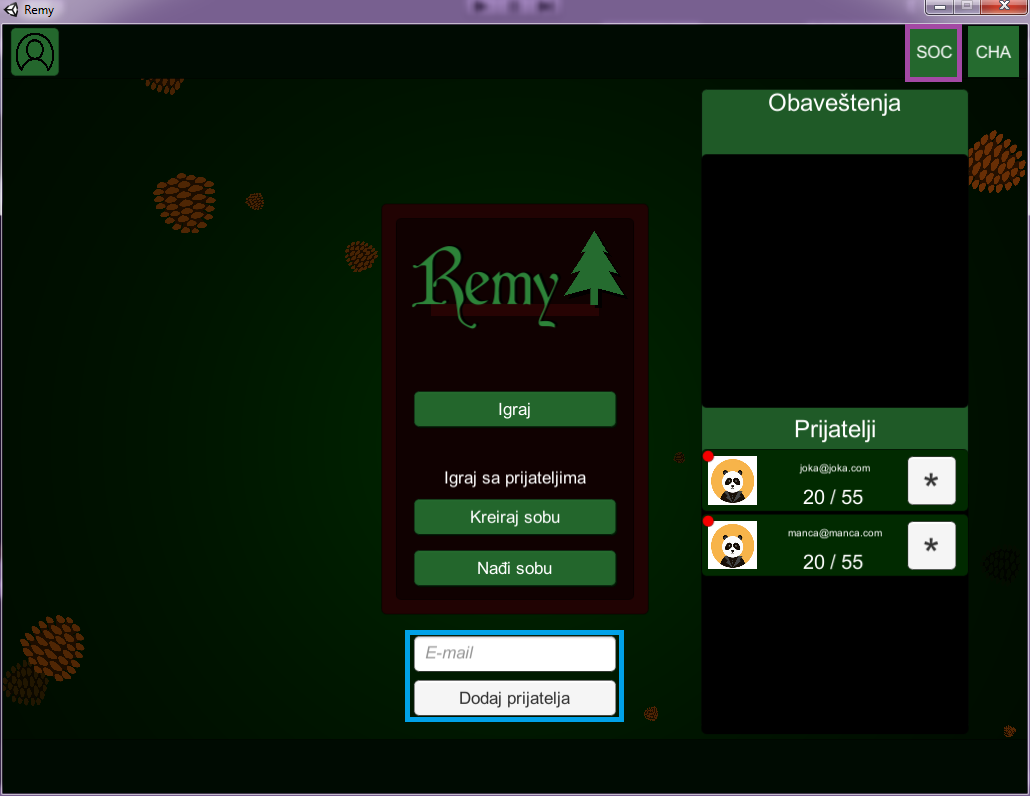 Remy
SOC
CHA
Obaveštenja
Remy
Igraj
Igraj sa prijateljima
Kreiraj sobu
Nađi sobu
E-mail
Dodaj prijatelja
Prijatelji
joka@joka.com
20 / 55
*
manca@manca.com
20 / 55
*